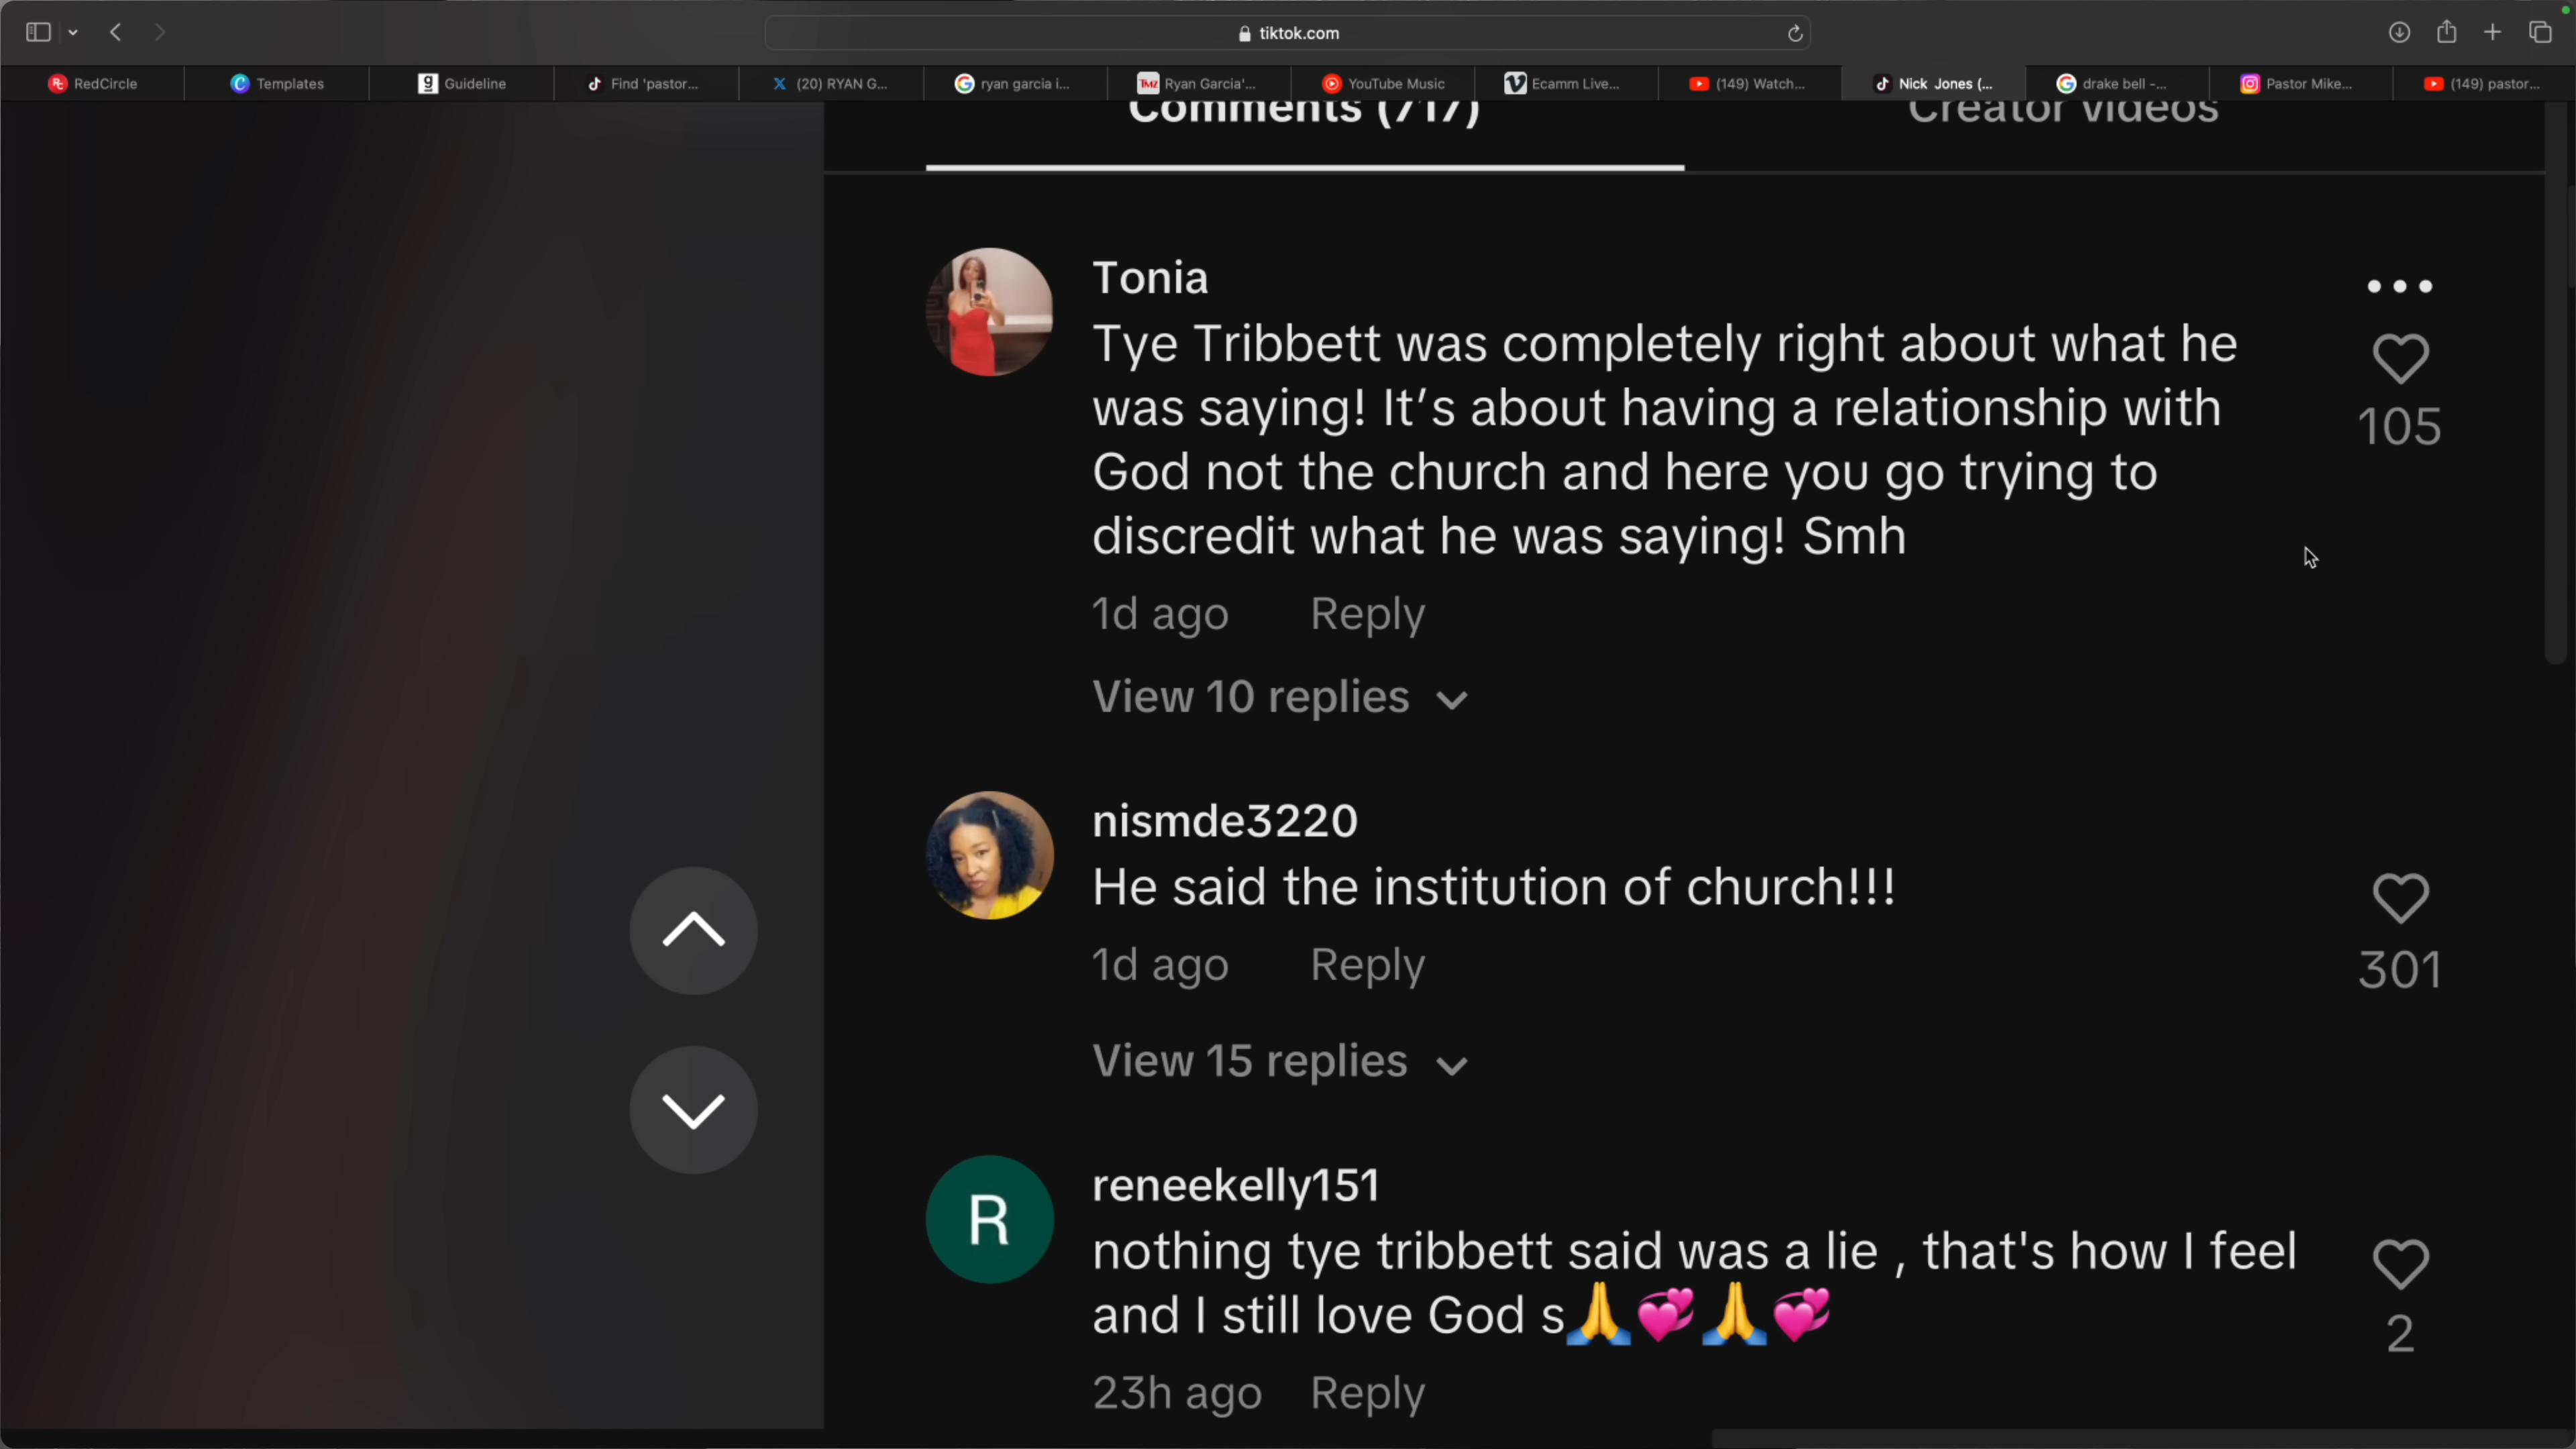 tiktok.com
RedCircle
Templates
Guideline
Find 'pastor...
(20) RYAN G...
ryan garcia i...
TMZ Ryan Garcia'...
YouTube Music
Ecamm Live...
(149) Watch...
Nick Jones (...
drake bell -...
Pastor Mike...
(149) pastor...
Comments (717)
Creator videos
Tonia
Tye Tribbett was completely right about what he
was saying! It’s about having a relationship with
God not the church and here you go trying to
discredit what he was saying! Smh
105
1d ago Reply
View 10 replies
nismde3220
He said the institution of church!!!
1d ago Reply
301
View 15 replies
R
reneekelly151
nothing tye tribbett said was a lie , that's how I feel
and I still love God s🙏💞🙏💞
2
23h ago Reply